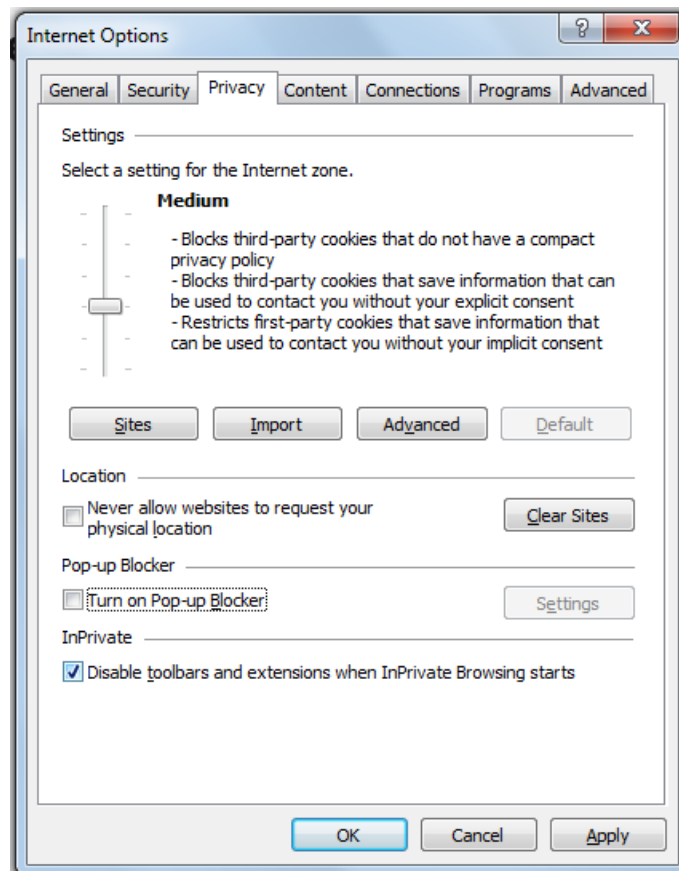 Internet Options
General Security Privacy Content Connections Programs Advanced
Settings
Select a setting for the Internet zone.
Medium
- Blocks third-party cookies that do not have a compact
privacy policy
- Blocks third-party cookies that save information that can
be used to contact you without your explicit consent
- Restricts first-party cookies that save information that
can be used to contact you without your implicit consent
Sites Import Advanced Default
Location
Never allow websites to request your
physical location
Clear Sites
Pop-up Blocker
Turn on Pop-up Blocker
Settings
InPrivate
Disable toolbars and extensions when InPrivate Browsing starts
OK Cancel Apply